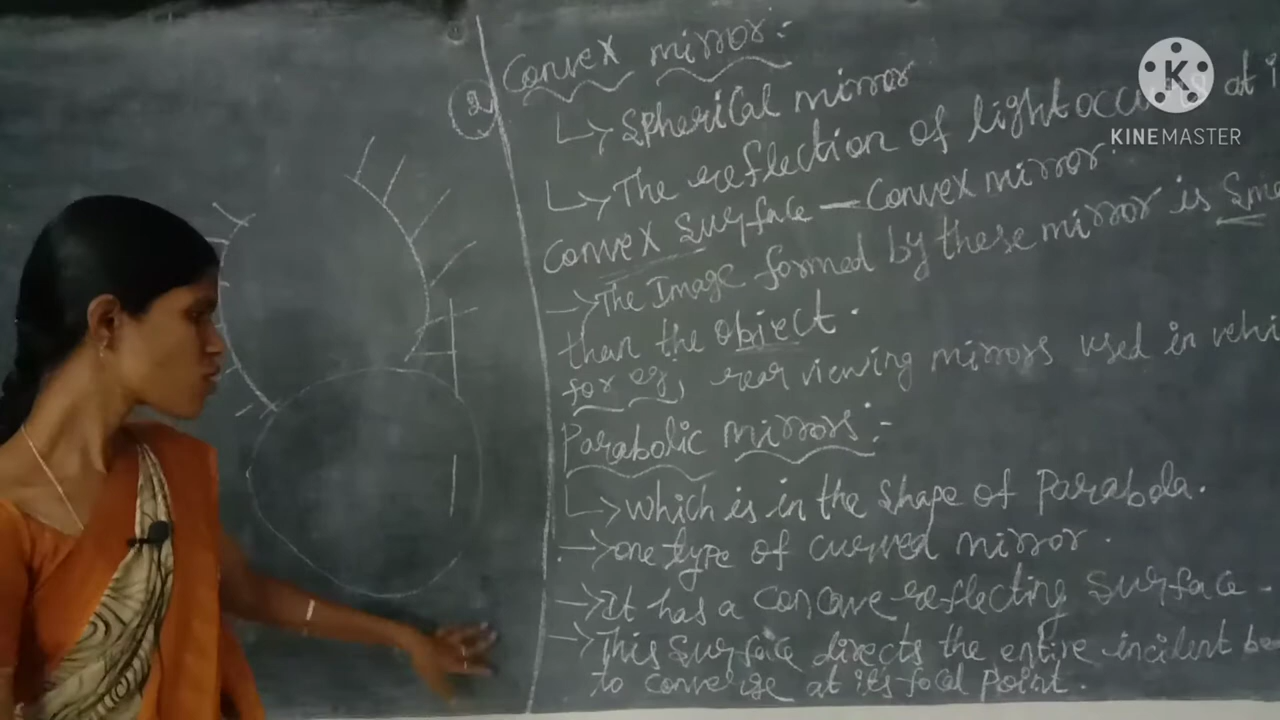 2
Convex mirror:
Spherical mirror
The reflection of light occurs at
Convex Surface - Convex mirror.
The Image formed by these mirror is
than the object.
for eg, rear viewing mirrors used in
Parabolic mirrors:-
which is in the shape of Parabola.
one type of curved mirror.
It has a concave reflecting surface.
This Surface directs the entire incident
to converge at its focal point.
K
KINEMASTER